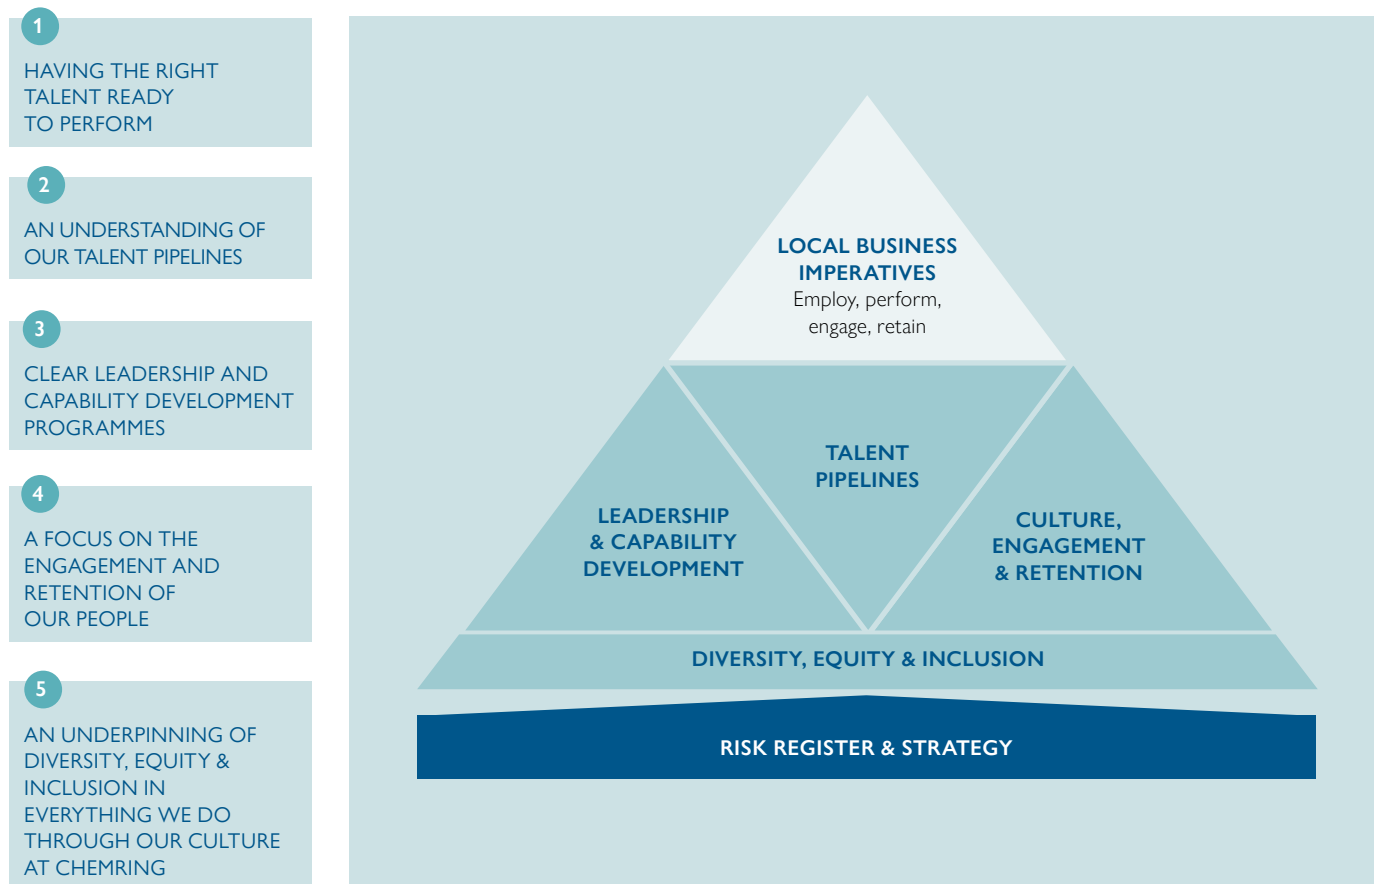 1
HAVING THE RIGHT
TALENT READY
TO PERFORM
2
AN UNDERSTANDING OF
OUR TALENT PIPELINES
3
CLEAR LEADERSHIP AND
CAPABILITY DEVELOPMENT
PROGRAMMES
4
A FOCUS ON THE
ENGAGEMENT AND
RETENTION OF
OUR PEOPLE
5
AN UNDERPINNING OF
DIVERSITY, EQUITY &
INCLUSION IN
EVERYTHING WE DO
THROUGH OUR CULTURE
AT CHEMRING
LOCAL BUSINESS
IMPERATIVES
Employ, perform,
engage, retain
TALENT
PIPELINES
LEADERSHIP
& CAPABILITY
DEVELOPMENT
CULTURE,
ENGAGEMENT
& RETENTION
DIVERSITY, EQUITY & INCLUSION
RISK REGISTER & STRATEGY